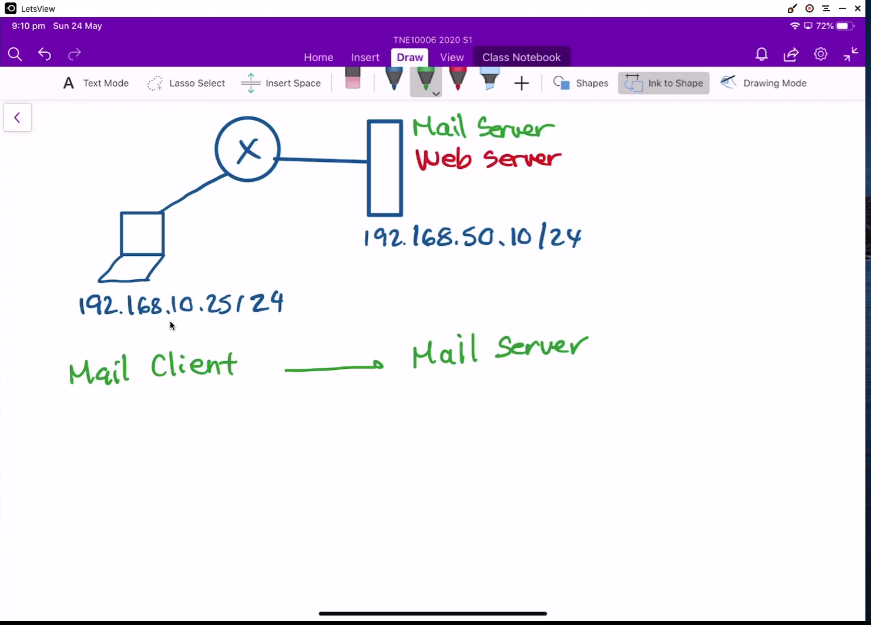 LetsView
9:10 pm Sun 24 May
72%
TNE10006 2020 S1
Home Insert Draw View Class Notebook
A Text Mode Lasso Select Insert Space Shapes Ink to Shape Drawing Mode
X
Mail Server
Web Server
192.168.50.10/24
192.168.10.25/24
Mail Client Mail Server